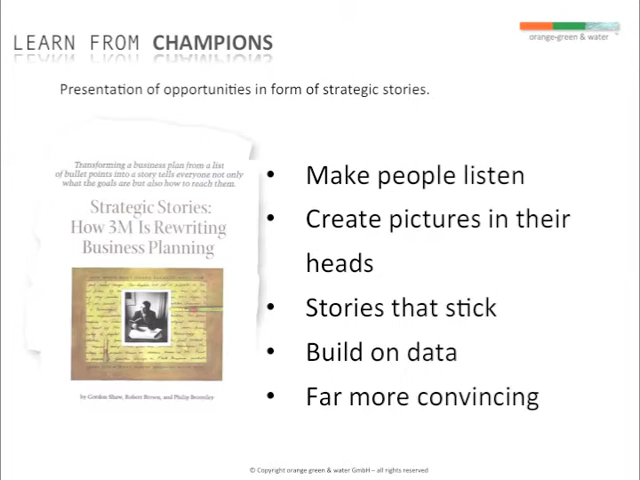 LEARN FROM CHAMPIONS
orange-green & water
Presentation of opportunities in form of strategic stories.
Transforming a business plan from a list
of bullet points into a story tells everyone not only
what the goals are but also how to reach them.
Strategic Stories:
How 3M Is Rewriting
Business Planning
by Gordon Shaw, Robert Brown, and Philip Bromiley
• Make people listen
• Create pictures in their
heads
• Stories that stick
• Build on data
• Far more convincing
© Copyright orange green & water GmbH – all rights reserved